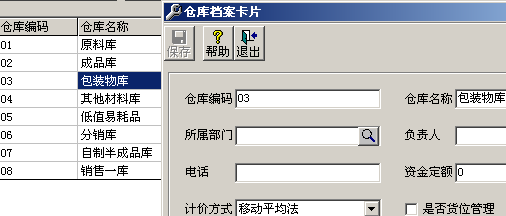 仓库编码 仓库名称
01 原料库
02 成品库
03 包装物库
04 其他材料库
05 低值易耗品
06 分销库
07 自制半成品库
08 销售一库
仓库档案卡片
保存 帮助 退出
仓库编码 03 仓库名称 包装物库
所属部门 负责人
电话 资金定额 0
计价方式 移动平均法 是否货位管理